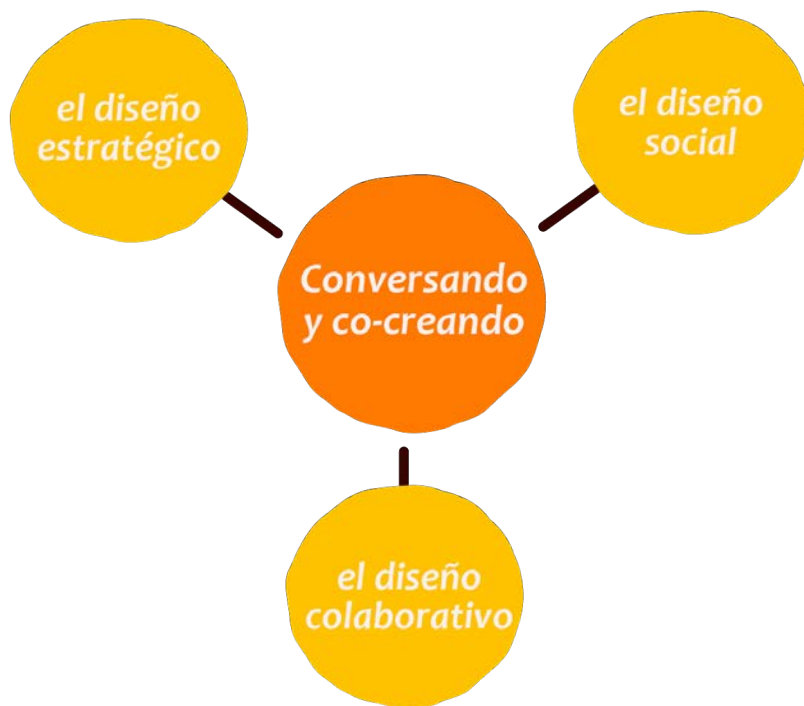 el diseño
estratégico
el diseño
social
Conversando
y co-creando
el diseño
colaborativo